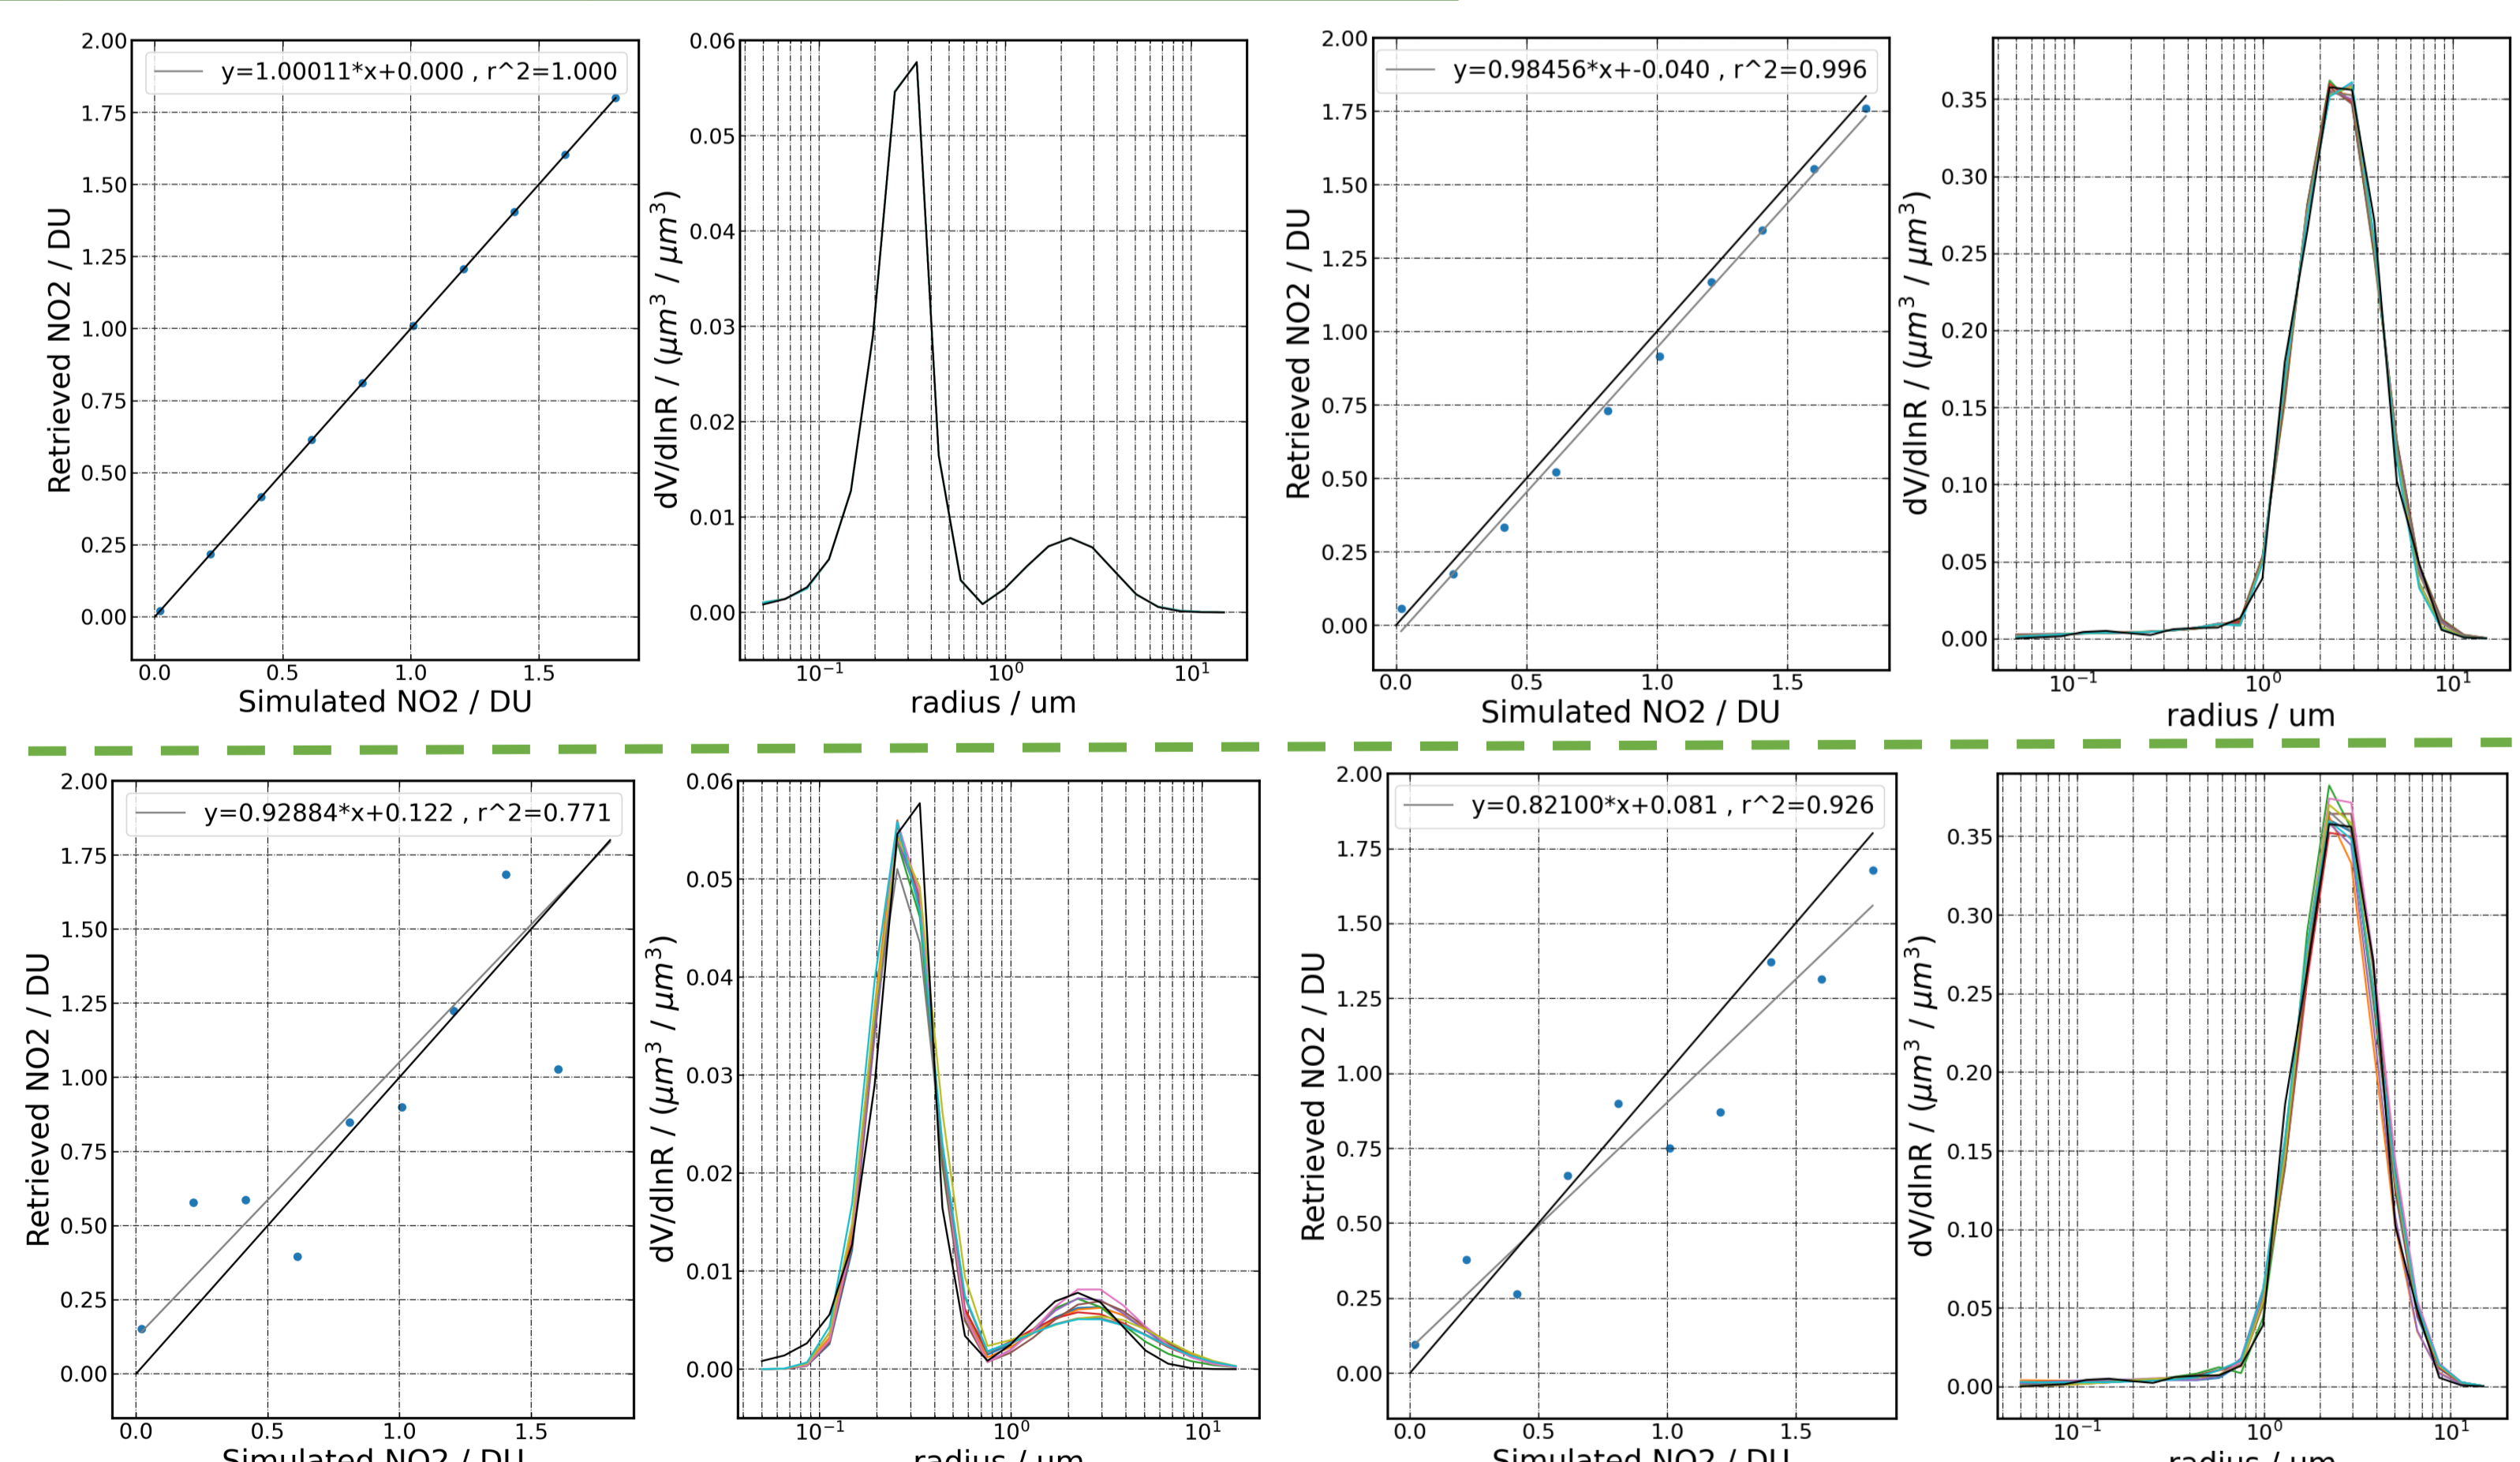 y=1.00011*x+0.000 , r^2=1.000
2.00
1.75
1.50
1.25
1.00
0.75
0.50
0.25
0.00
Retrieved NO2 / DU
0.0 0.5 1.0 1.5
Simulated NO2 / DU
0.06
0.05
0.04
0.03
0.02
0.01
0.00
dV/dlnR / (μm³ / μm³)
10⁻¹ 10⁰ 10¹
radius / um
y=0.98456*x+-0.040 , r^2=0.996
2.00
1.75
1.50
1.25
1.00
0.75
0.50
0.25
0.00
Retrieved NO2 / DU
0.0 0.5 1.0 1.5
Simulated NO2 / DU
0.35
0.30
0.25
0.20
0.15
0.10
0.05
0.00
dV/dlnR / (μm³ / μm³)
10⁻¹ 10⁰ 10¹
radius / um
y=0.92884*x+0.122 , r^2=0.771
2.00
1.75
1.50
1.25
1.00
0.75
0.50
0.25
0.00
Retrieved NO2 / DU
0.0 0.5 1.0 1.5
Simulated NO2 / DU
0.06
0.05
0.04
0.03
0.02
0.01
0.00
dV/dlnR / (μm³ / μm³)
10⁻¹ 10⁰ 10¹
radius / um
y=0.82100*x+0.081 , r^2=0.926
2.00
1.75
1.50
1.25
1.00
0.75
0.50
0.25
0.00
Retrieved NO2 / DU
0.0 0.5 1.0 1.5
Simulated NO2 / DU
0.35
0.30
0.25
0.20
0.15
0.10
0.05
0.00
dV/dlnR / (μm³ / μm³)
10⁻¹ 10⁰ 10¹
radius / um